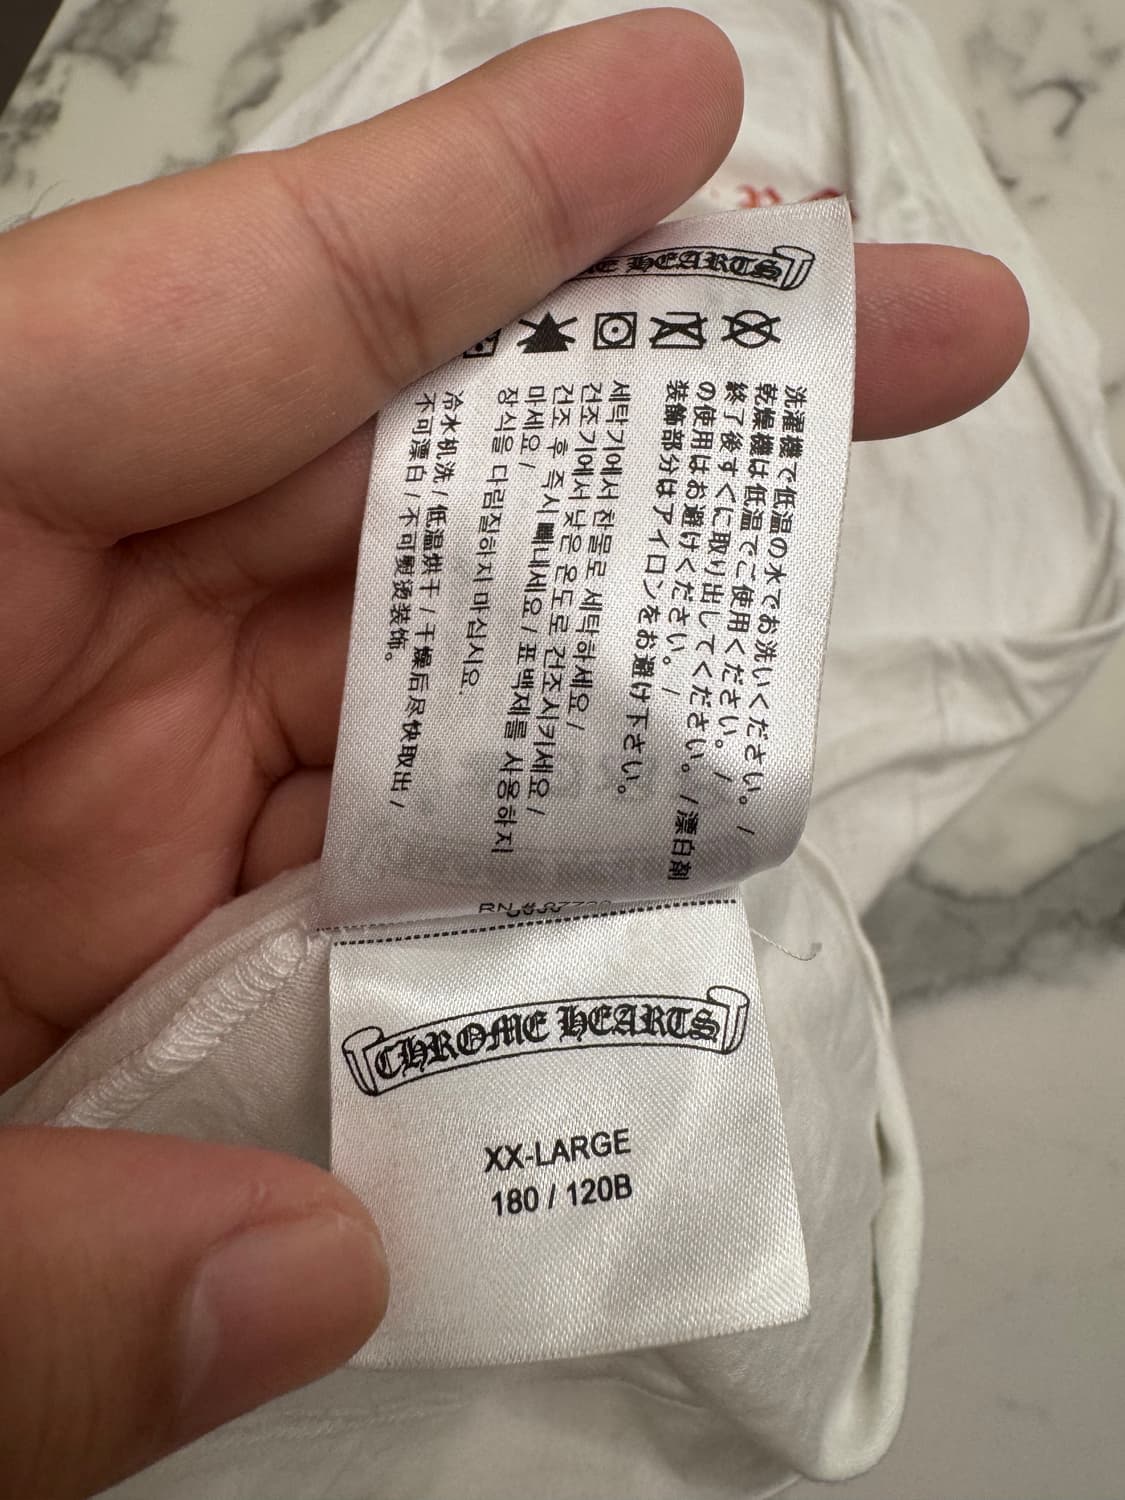 HEARTS
洗濯機で低温の水でお洗いください。/
乾燥機は低温でご使用ください。/
終了後すぐに取り出してください。/漂白剤
の使用はお避けください。/
装飾部分はアイロンをお避け下さい。
세탁기에서 찬물로 세탁하세요 /
건조기에서 낮은 온도로 건조시키세요 /
건조 후 즉시 빼내세요 / 표백제를 사용하지
마세요 /
장식을 다림질하지 마십시요.
冷水机洗 / 低温烘干 / 干燥后尽快取出 /
不可漂白 / 不可熨烫装饰。
CHROME HEARTS
XX-LARGE
180 / 120B